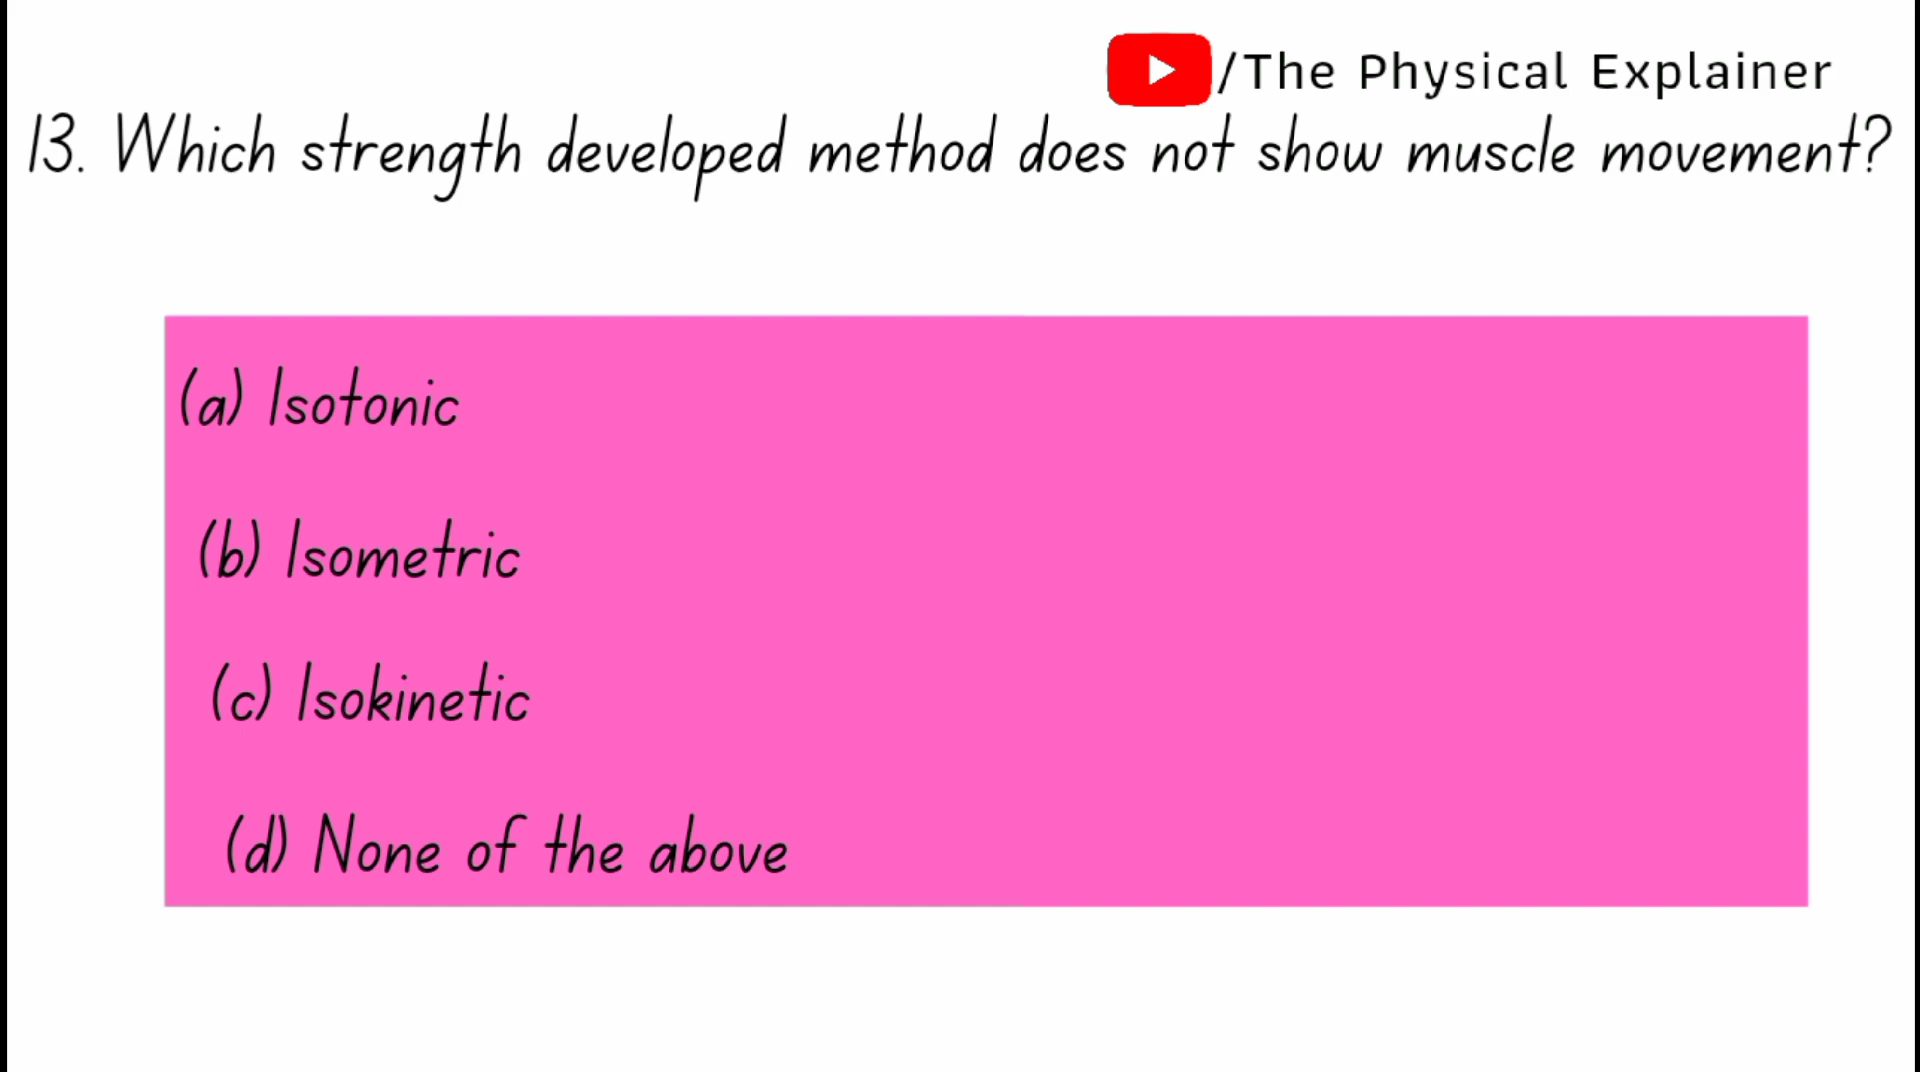 /The Physical Explainer
13. Which strength developed method does not show muscle movement?
(a) Isotonic
(b) Isometric
(c) Isokinetic
(d) None of the above